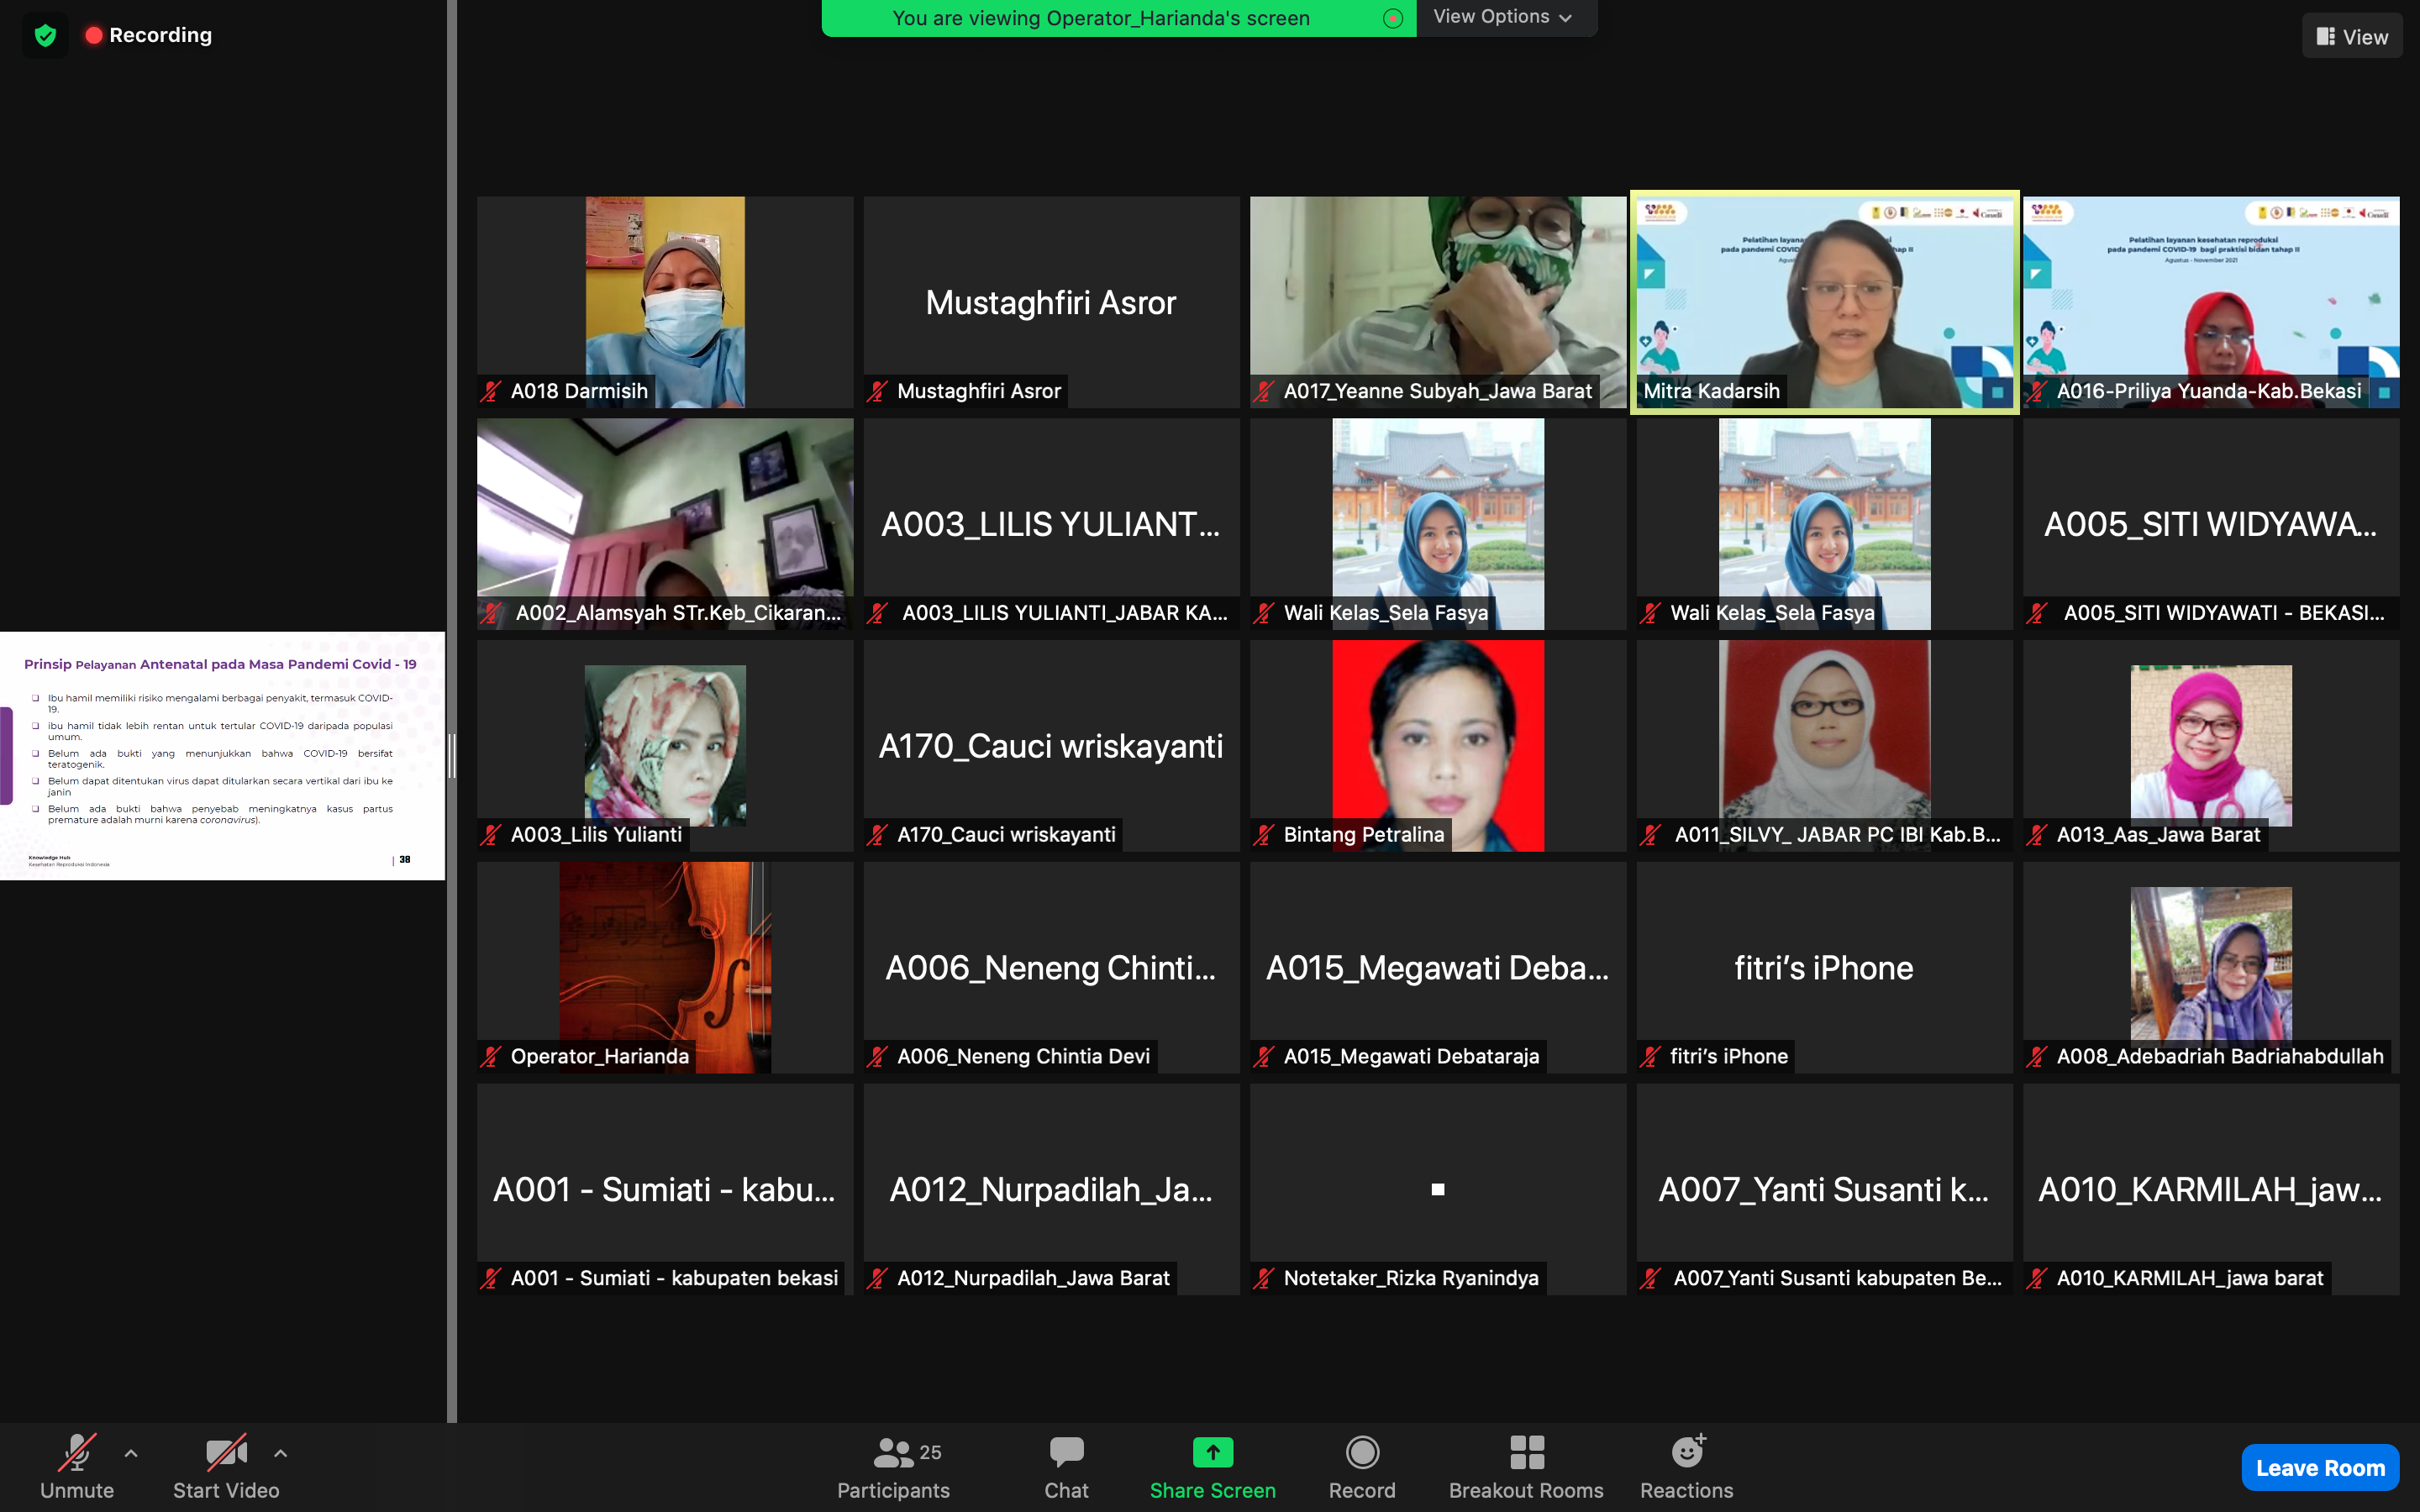 Recording
You are viewing Operator_Harianda's screen
View Options
View
Prinsip Pelayanan Antenatal pada Masa Pandemi Covid - 19
Ibu hamil memiliki risiko mengalami berbagai penyakit, termasuk COVID-
19.
ibu hamil tidak lebih rentan untuk tertular COVID-19 daripada populasi
umum.
Belum ada bukti yang menunjukkan bahwa COVID-19 bersifat
teratogenik.
Belum dapat ditentukan virus dapat ditularkan secara vertikal dari ibu ke
janin
Belum ada bukti bahwa penyebab meningkatnya kasus partus
premature adalah murni karena coronavirus).
Knowledge Hub
Kesehatan Reproduksi Indonesia
38
A018 Darmisih
Mustaghfiri Asror
Mustaghfiri Asror
A017_Yeanne Subyah_Jawa Barat
Pelatihan layana
si
pada pandemi COVID
hap II
Agus
Canada
Mitra Kadarsih
Pelatihan layanan kesehatan reproduksi
pada pandemi COVID-19 bagi praktisi bidan tahap II
Agustus - November 2021
Canada
A016-Priliya Yuanda-Kab.Bekasi
A002_Alamsyah STr.Keb_Cikaran...
A003_LILIS YULIANT...
A003_LILIS YULIANTI_JABAR KA...
Wali Kelas_Sela Fasya
Wali Kelas_Sela Fasya
A005_SITI WIDYAWA...
A005_SITI WIDYAWATI - BEKASI...
A003_Lilis Yulianti
A170_Cauci wriskayanti
A170_Cauci wriskayanti
Bintang Petralina
A011_SILVY_ JABAR PC IBI Kab.B...
A013_Aas_Jawa Barat
Operator_Harianda
A006_Neneng Chinti...
A006_Neneng Chintia Devi
A015_Megawati Deba...
A015_Megawati Debataraja
fitri's iPhone
fitri's iPhone
A008_Adebadriah Badriahabdullah
A001 - Sumiati - kabu...
A001 - Sumiati - kabupaten bekasi
A012_Nurpadilah_Ja...
A012_Nurpadilah_Jawa Barat
Notetaker_Rizka Ryanindya
A007_Yanti Susanti k...
A007_Yanti Susanti kabupaten Be...
A010_KARMILAH_jaw...
A010_KARMILAH_jawa barat
Unmute
Start Video
25
Participants
Chat
Share Screen
Record
Breakout Rooms
Reactions
Leave Room